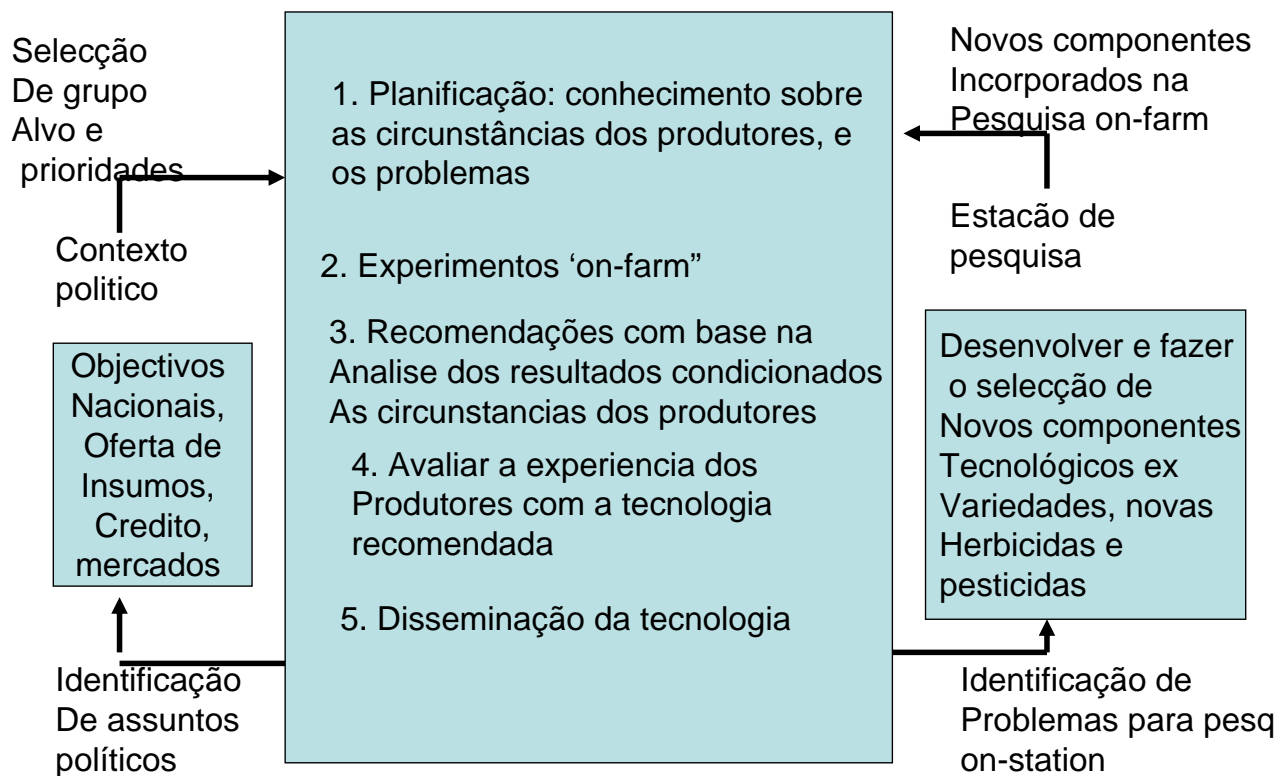 Selecção
De grupo
Alvo e
prioridades
Contexto
politico
Objectivos
Nacionais,
Oferta de
Insumos,
Credito,
mercados
Identificação
De assuntos
políticos
1. Planificação: conhecimento sobre
as circunstâncias dos produtores, e
os problemas
2. Experimentos ‘on-farm”
3. Recomendações com base na
Analise dos resultados condicionados
As circunstancias dos produtores
4. Avaliar a experiencia dos
Produtores com a tecnologia
recomendada
5. Disseminação da tecnologia
Novos componentes
Incorporados na
Pesquisa on-farm
Estacão de
pesquisa
Desenvolver e fazer
o selecção de
Novos componentes
Tecnológicos ex
Variedades, novas
Herbicidas e
pesticidas
Identificação de
Problemas para pesq
on-station